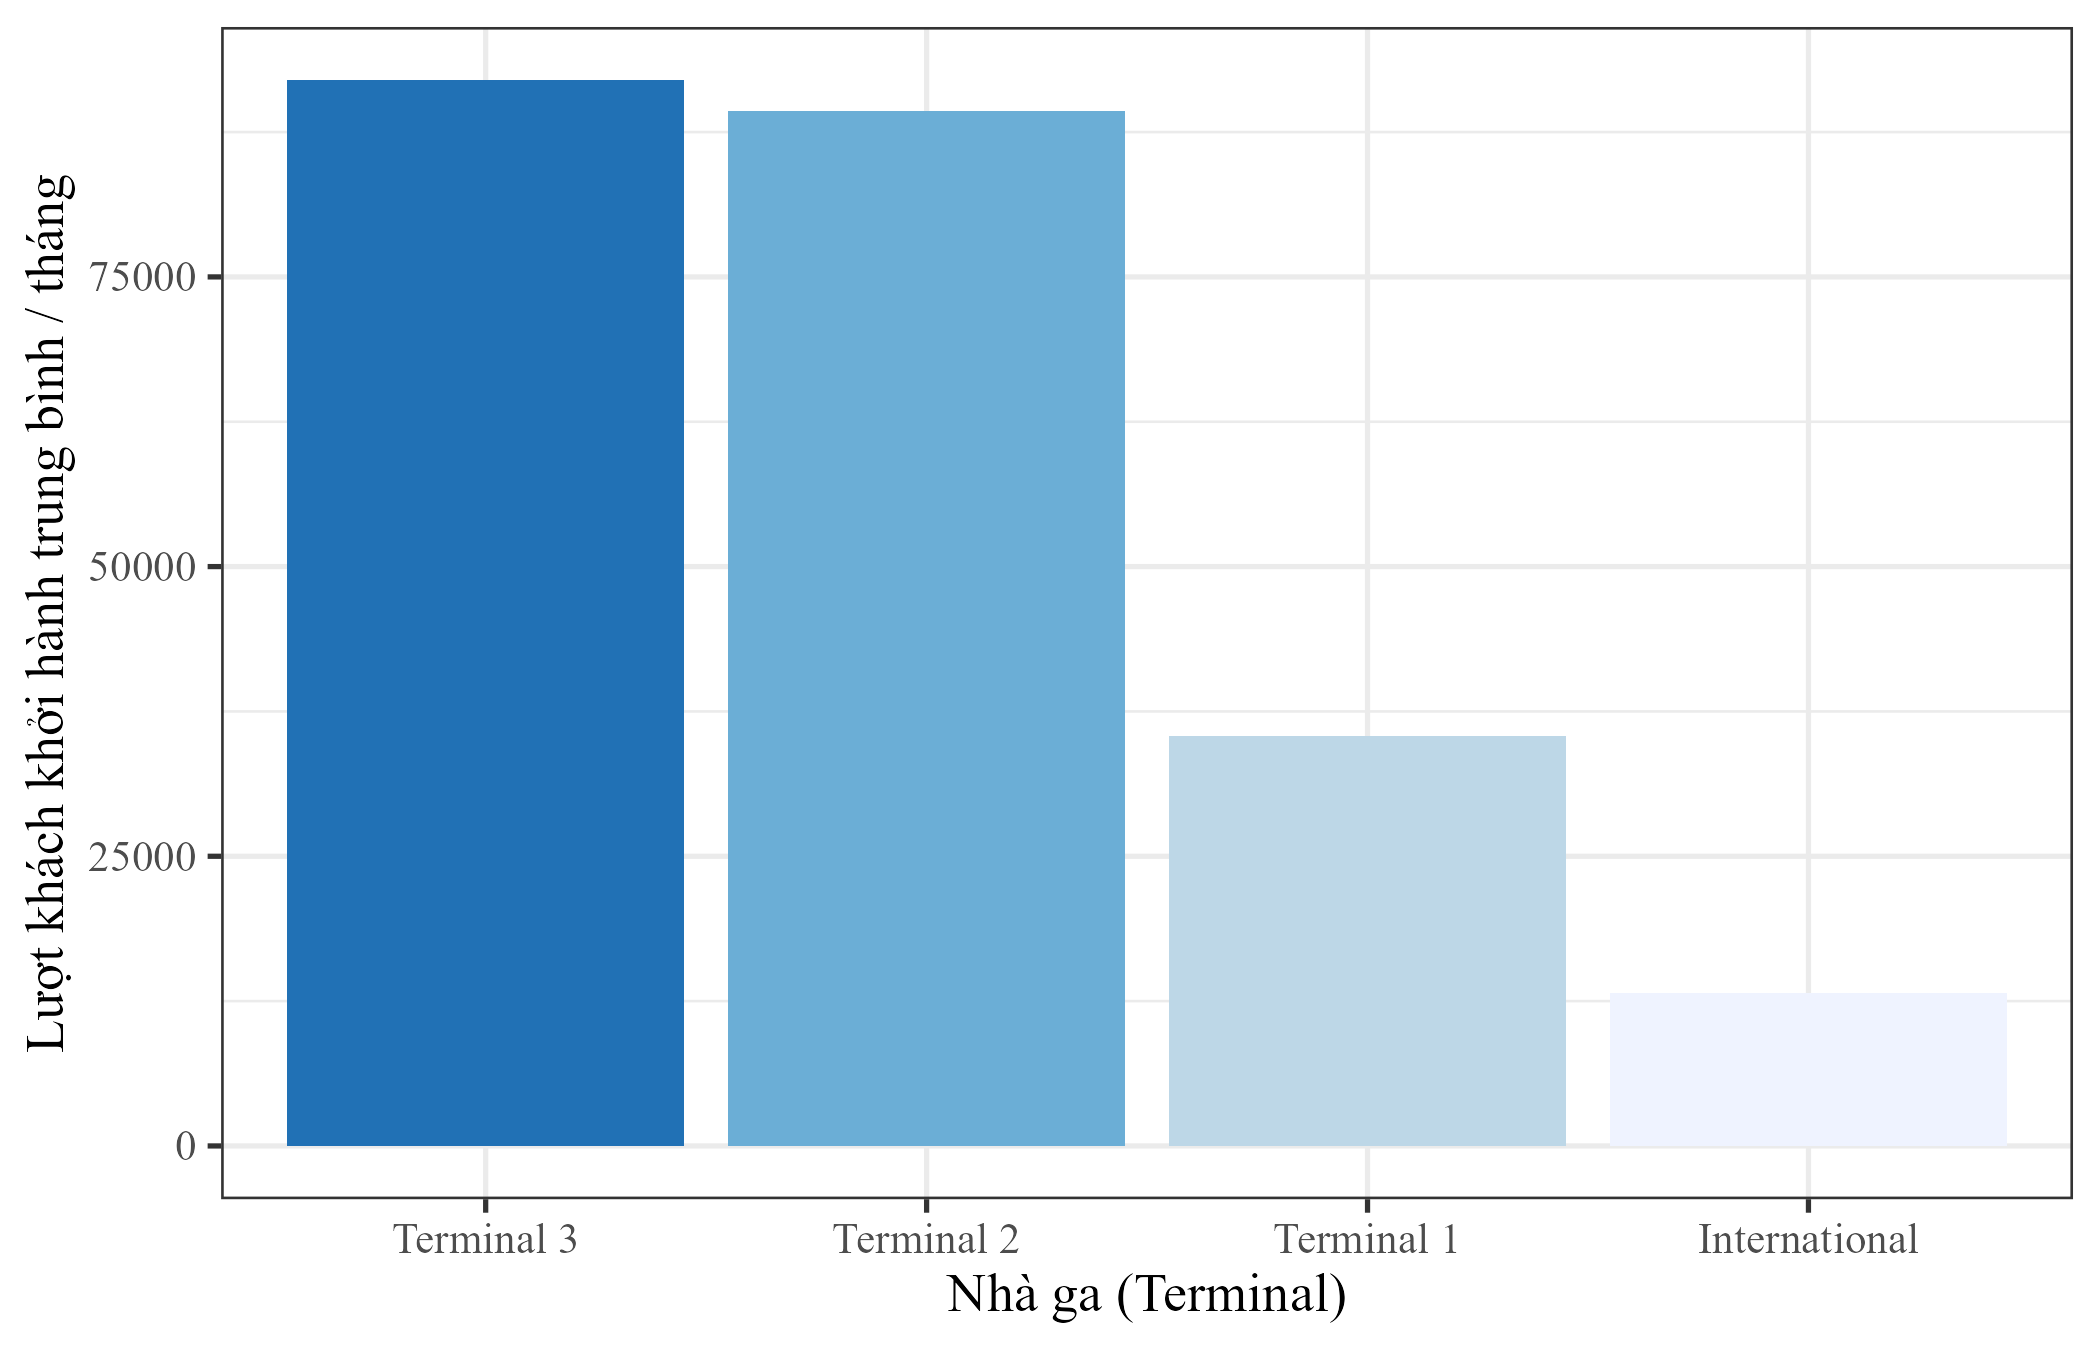 Lượt khách khởi hành trung bình / tháng
75000
50000
25000
0
Terminal 3
Terminal 2
Terminal 1
International
Nhà ga (Terminal)